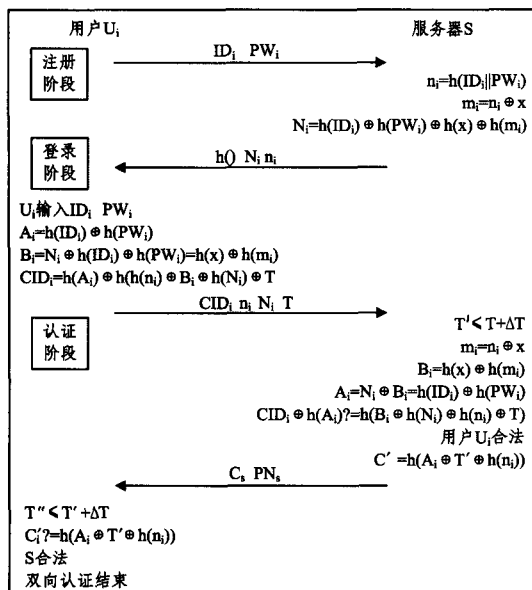 用户Uᵢ 服务器S
注册
阶段
IDᵢ PWᵢ
nᵢ=h(IDᵢ||PWᵢ)
mᵢ=nᵢ⊕x
Nᵢ=h(IDᵢ)⊕h(PWᵢ)⊕h(x)⊕h(mᵢ)
登录
阶段
h() Nᵢ nᵢ
Uᵢ输入IDᵢ PWᵢ
Aᵢ=h(IDᵢ)⊕h(PWᵢ)
Bᵢ=Nᵢ⊕h(IDᵢ)⊕h(PWᵢ)=h(x)⊕h(mᵢ)
CIDᵢ=h(Aᵢ)⊕h(h(nᵢ)⊕Bᵢ⊕h(Nᵢ)⊕T
CIDᵢ nᵢ Nᵢ T
认证
阶段
T′≤T+ΔT
mᵢ=nᵢ⊕x
Bᵢ=h(x)⊕h(mᵢ)
Aᵢ=Nᵢ⊕Bᵢ=h(IDᵢ)⊕h(PWᵢ)
CIDᵢ⊕h(Aᵢ)?=h(Bᵢ⊕h(Nᵢ)⊕h(nᵢ)⊕T)
用户Uᵢ合法
C′ =h(Aᵢ⊕T′⊕h(nᵢ))
Cₛ PNₛ
T″≤T′+ΔT
Cᵢ′?=h(Aᵢ⊕T′⊕h(nᵢ))
S合法
双向认证结束